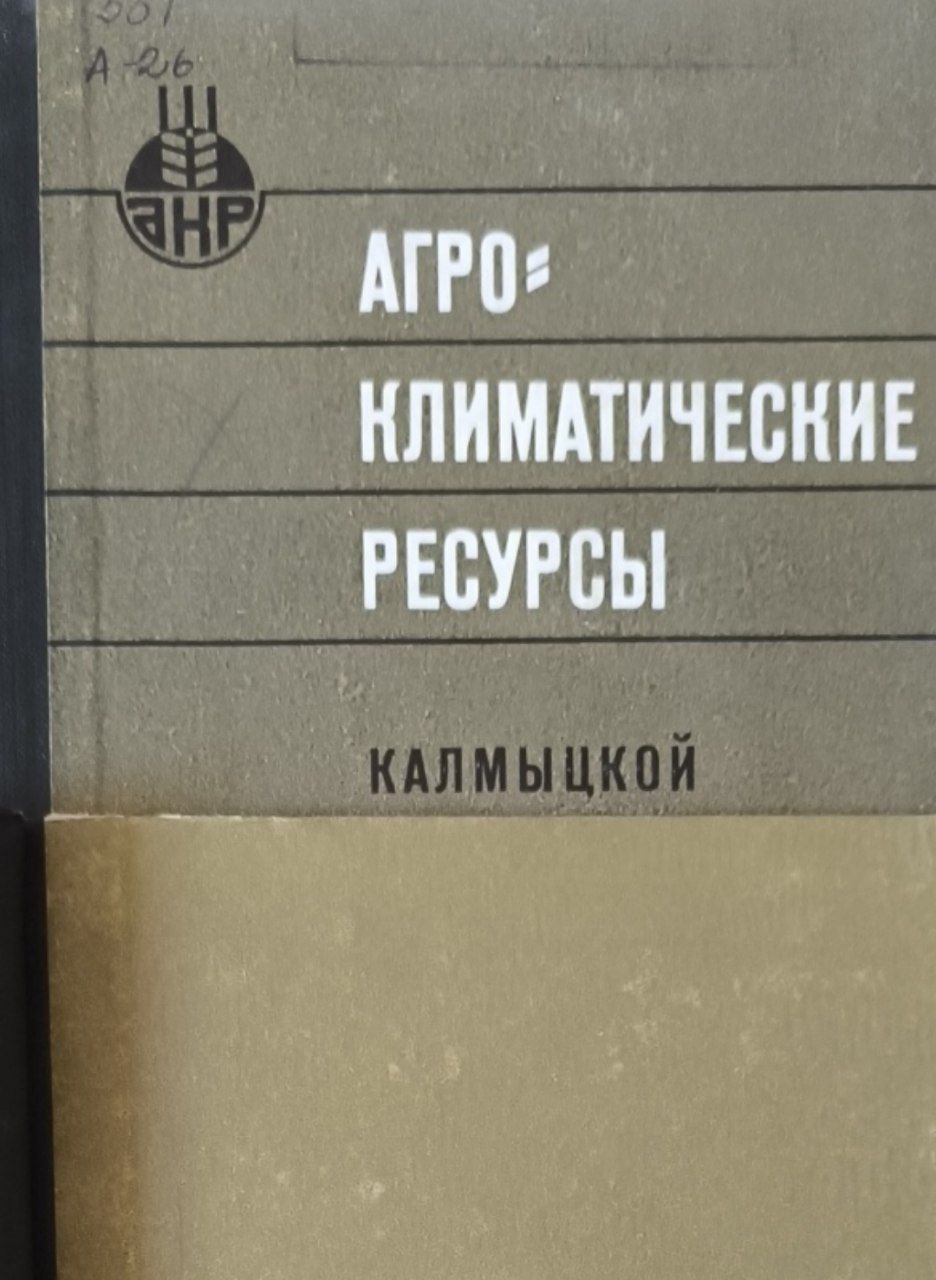 А-26
АКР
АГРО-
КЛИМАТИЧЕСКИЕ
РЕСУРСЫ
КАЛМЫЦКОЙ